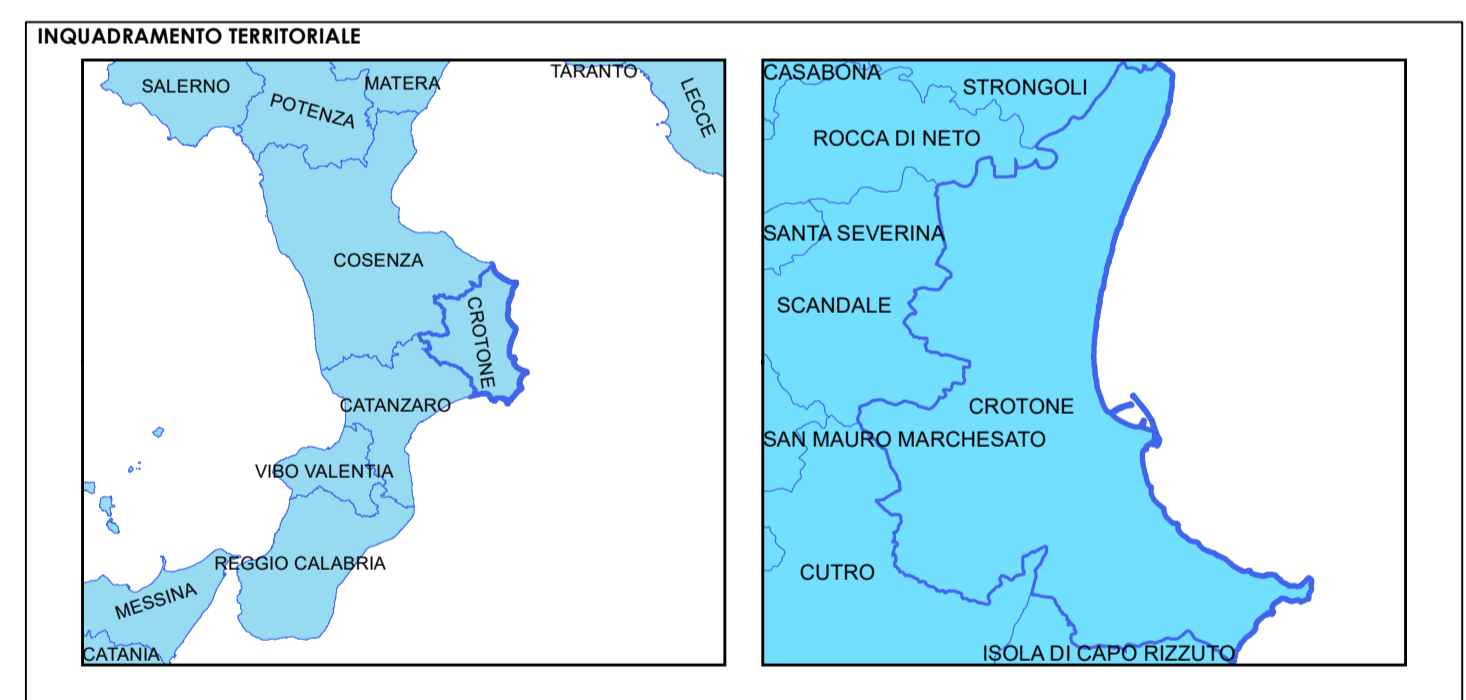 INQUADRAMENTO TERRITORIALE
SALERNO
POTENZA
MATERA
TARANTO
LECCE
COSENZA
CROTONE
CATANZARO
VIBO VALENTIA
REGGIO CALABRIA
MESSINA
CATANIA
CASABONA
STRONGOLI
ROCCA DI NETO
SANTA SEVERINA
SCANDALE
CROTONE
SAN MAURO MARCHESATO
CUTRO
ISOLA DI CAPO RIZZUTO